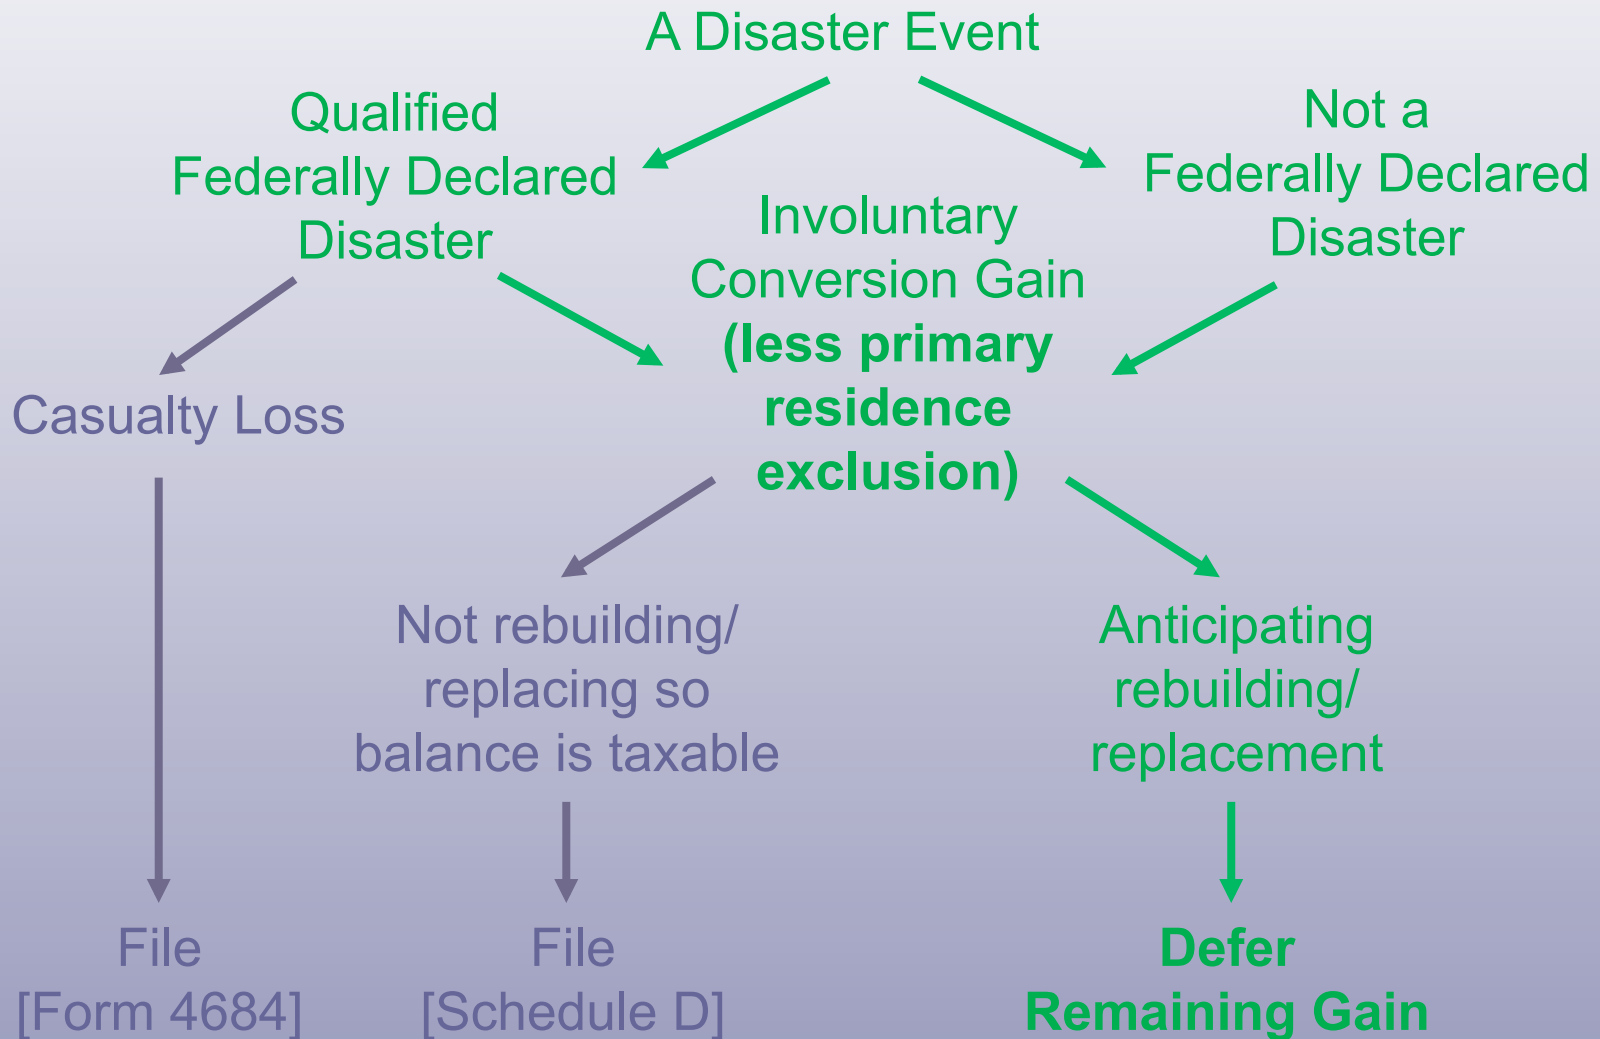 A Disaster Event
Qualified
Federally Declared
Disaster
Not a
Federally Declared
Disaster
Involuntary
Conversion Gain
(less primary
residence
exclusion)
Casualty Loss
Not rebuilding/
replacing so
balance is taxable
Anticipating
rebuilding/
replacement
File
[Form 4684]
File
[Schedule D]
Defer
Remaining Gain